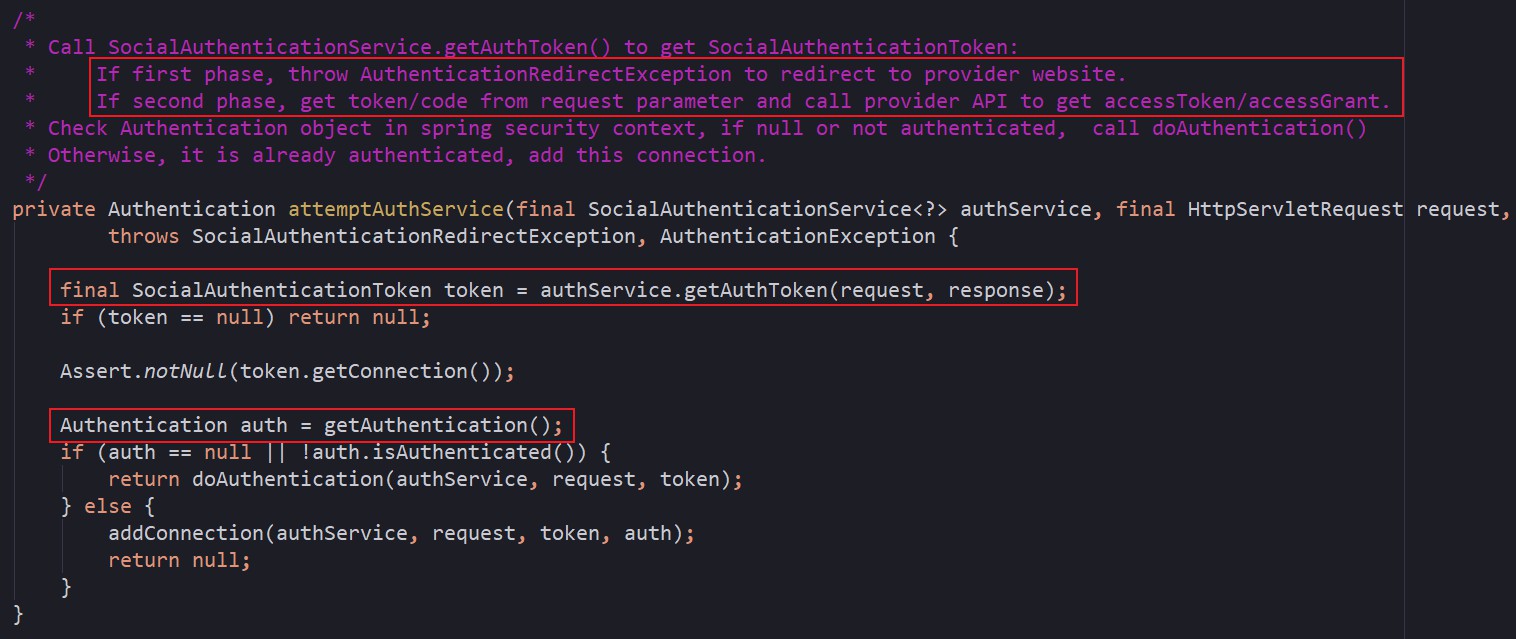 /*
 * Call SocialAuthenticationService.getAuthToken() to get SocialAuthenticationToken:
 *     If first phase, throw AuthenticationRedirectException to redirect to provider website.
 *     If second phase, get token/code from request parameter and call provider API to get accessToken/accessGrant.
 * Check Authentication object in spring security context, if null or not authenticated,  call doAuthentication()
 * Otherwise, it is already authenticated, add this connection.
 */
private Authentication attemptAuthService(final SocialAuthenticationService<?> authService, final HttpServletRequest request,
        throws SocialAuthenticationRedirectException, AuthenticationException {
    final SocialAuthenticationToken token = authService.getAuthToken(request, response);
    if (token == null) return null;
    Assert.notNull(token.getConnection());
    Authentication auth = getAuthentication();
    if (auth == null || !auth.isAuthenticated()) {
        return doAuthentication(authService, request, token);
    } else {
        addConnection(authService, request, token, auth);
        return null;
    }
}